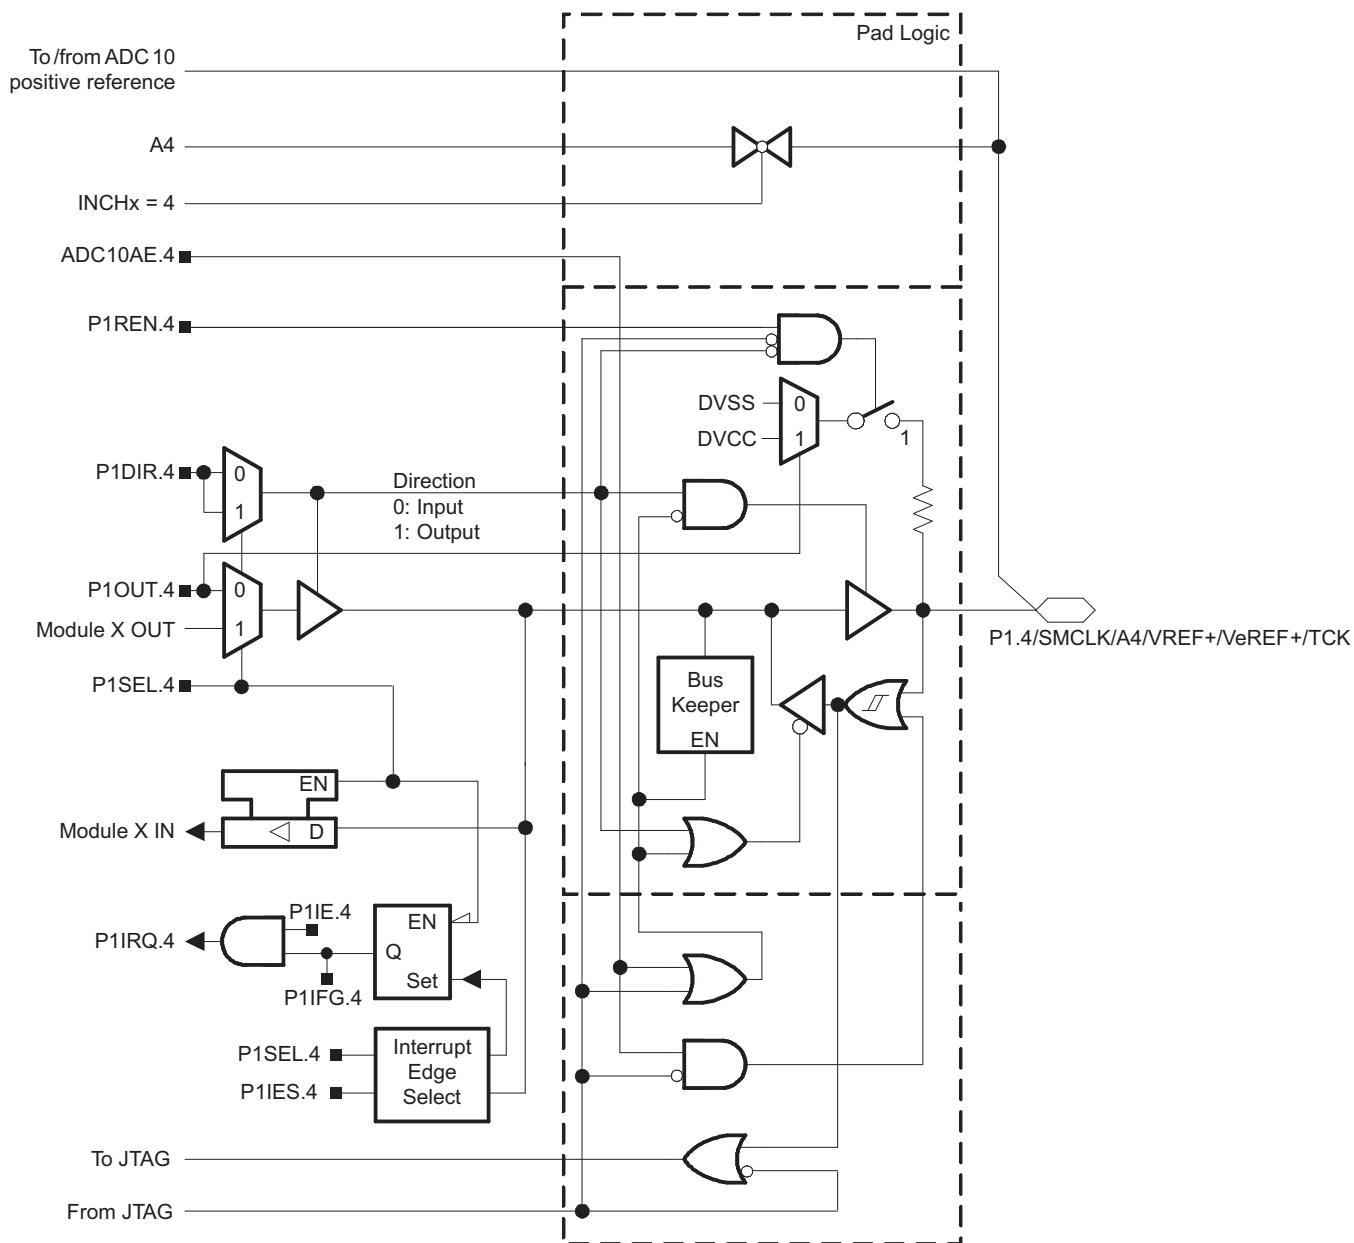 Pad Logic
To/from ADC 10
positive reference
A4
INCHx = 4
ADC10AE.4
P1REN.4
DVSS
0
DVCC
1
1
P1DIR.4
0
1
Direction
0: Input
1: Output
P1OUT.4
0
Module X OUT
1
P1.4/SMCLK/A4/VREF+/VeREF+/TCK
P1SEL.4
Bus
Keeper
EN
EN
Module X IN
D
P1IE.4
EN
P1IRQ.4
Q
Set
P1IFG.4
P1SEL.4
Interrupt
Edge
Select
P1IES.4
To JTAG
From JTAG